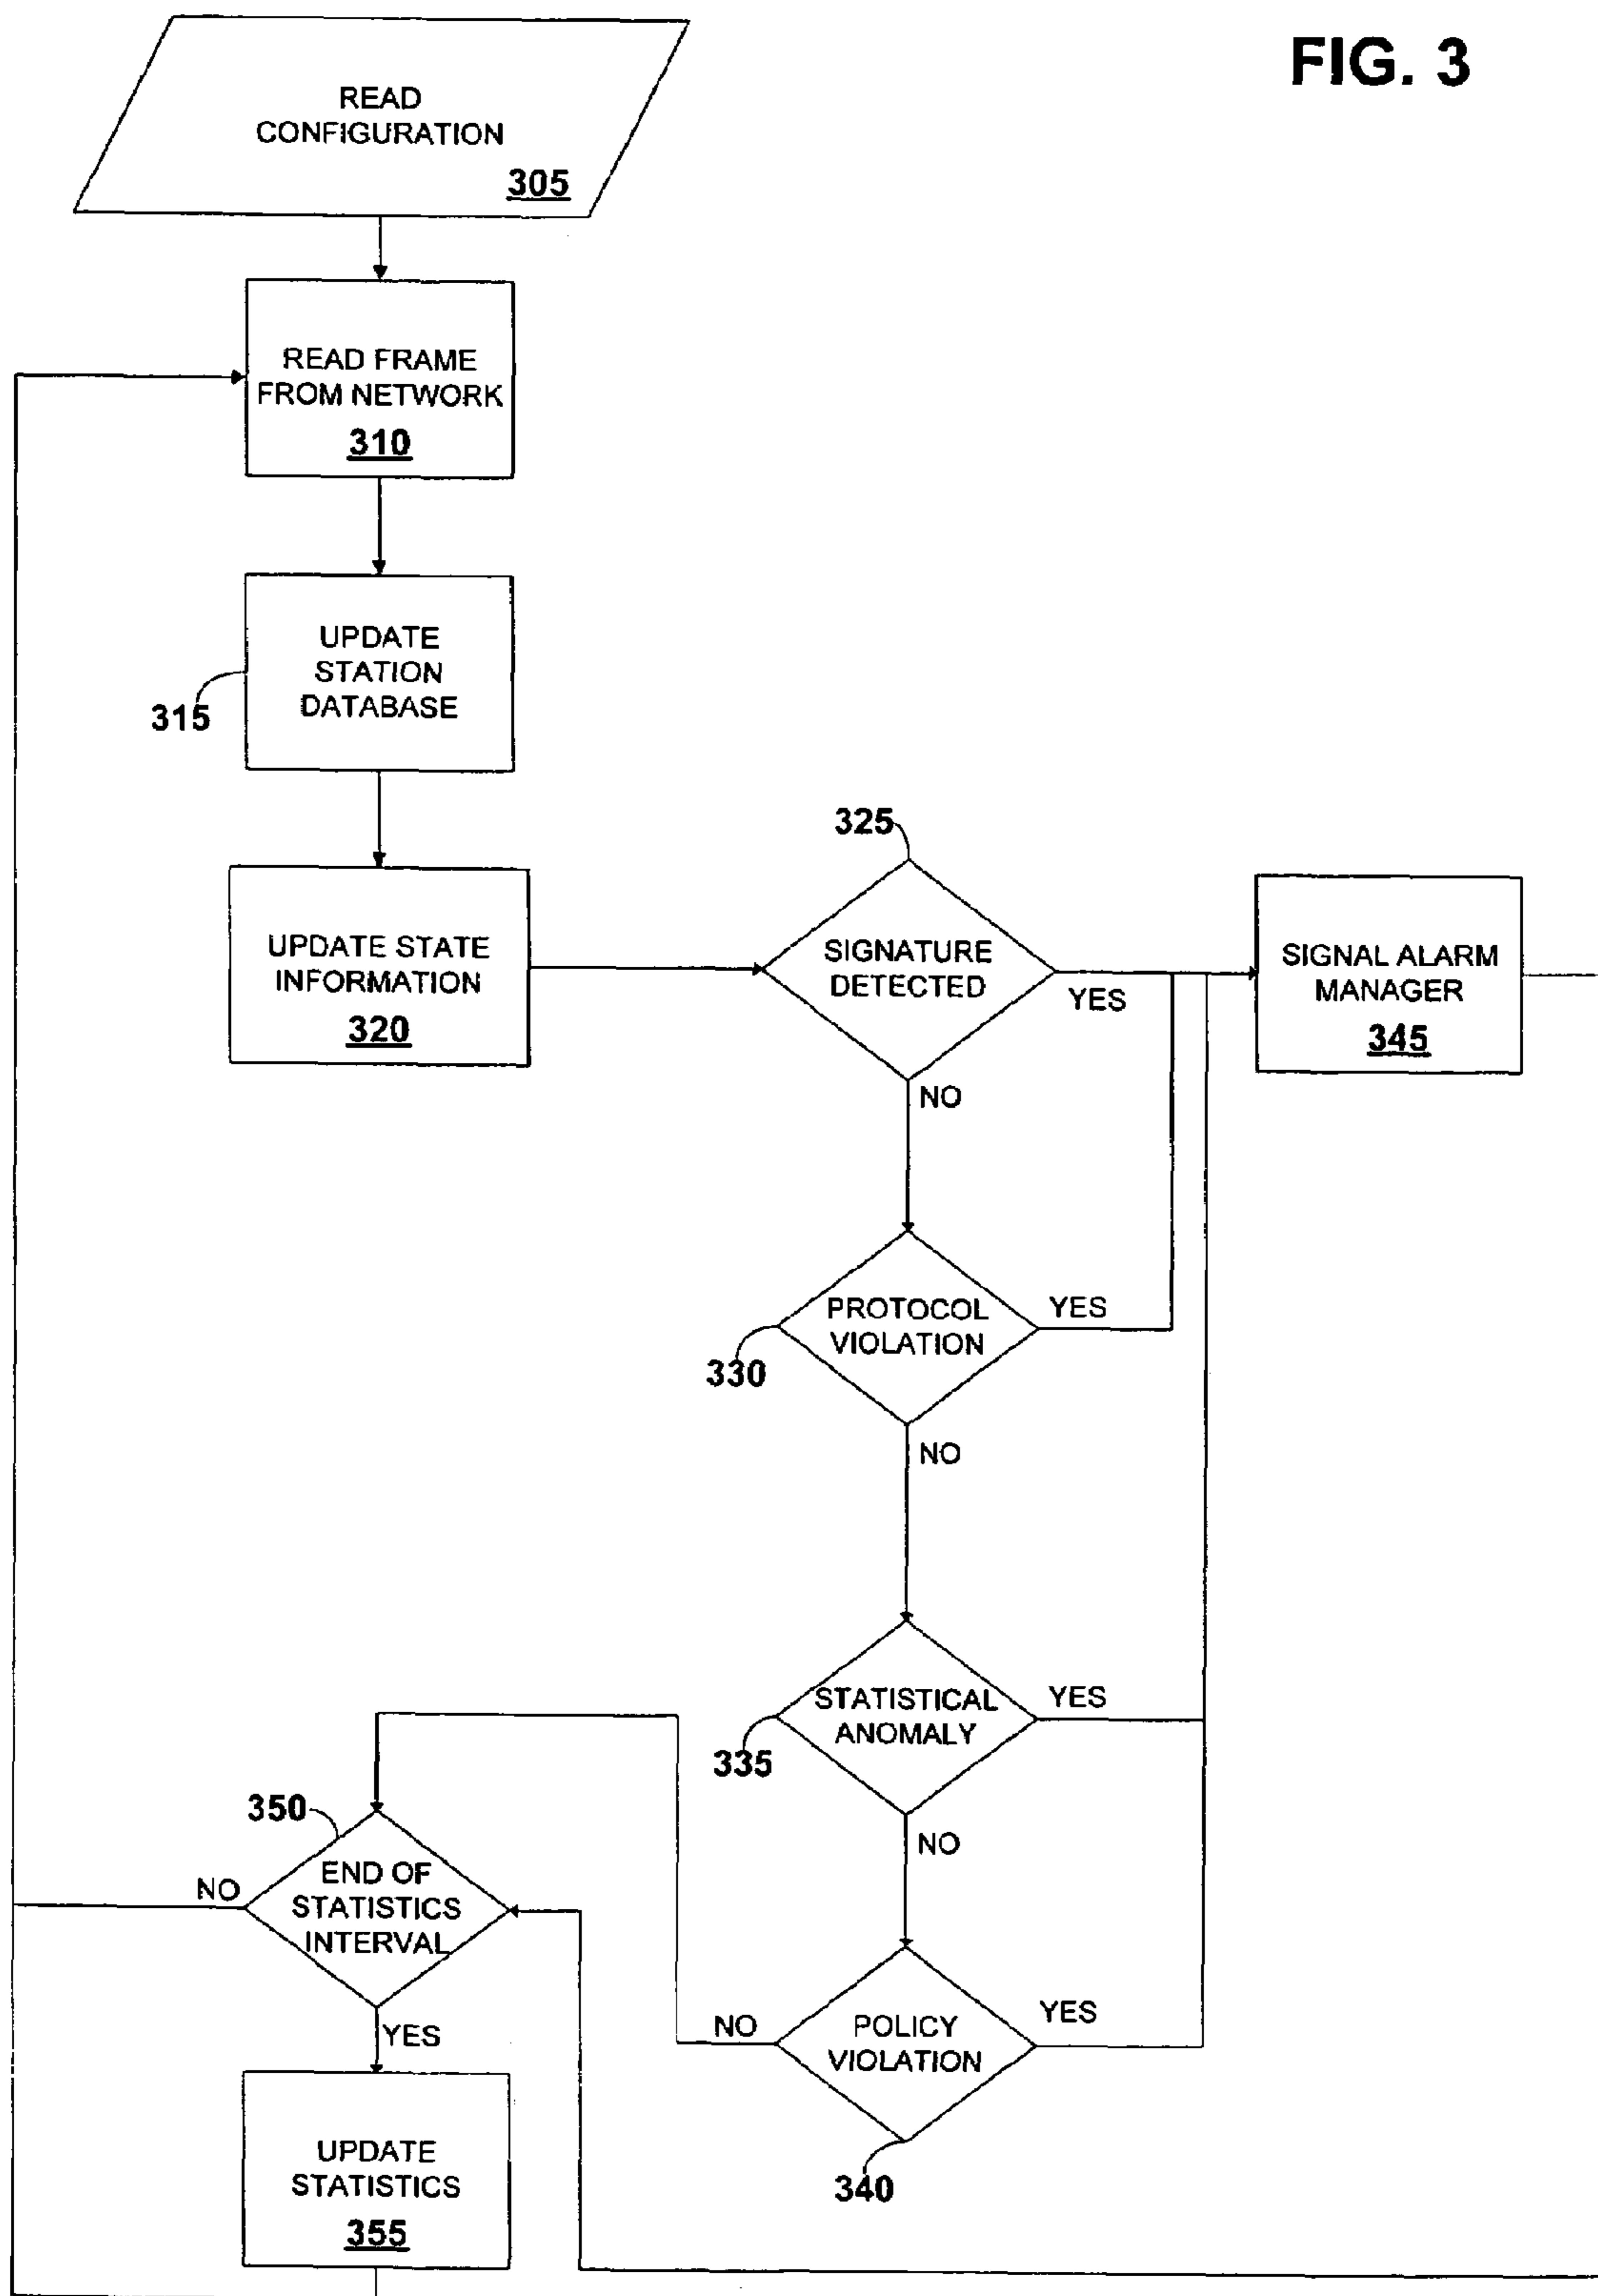 FIG. 3
READ
CONFIGURATION
305
READ FRAME
FROM NETWORK
310
UPDATE
STATION
DATABASE
315
UPDATE STATE
INFORMATION
320
325
SIGNATURE
DETECTED
YES
NO
SIGNAL ALARM
MANAGER
345
PROTOCOL
VIOLATION
YES
330
NO
STATISTICAL
ANOMALY
YES
335
NO
350
END OF
STATISTICS
INTERVAL
NO
YES
POLICY
VIOLATION
NO
YES
340
UPDATE
STATISTICS
355